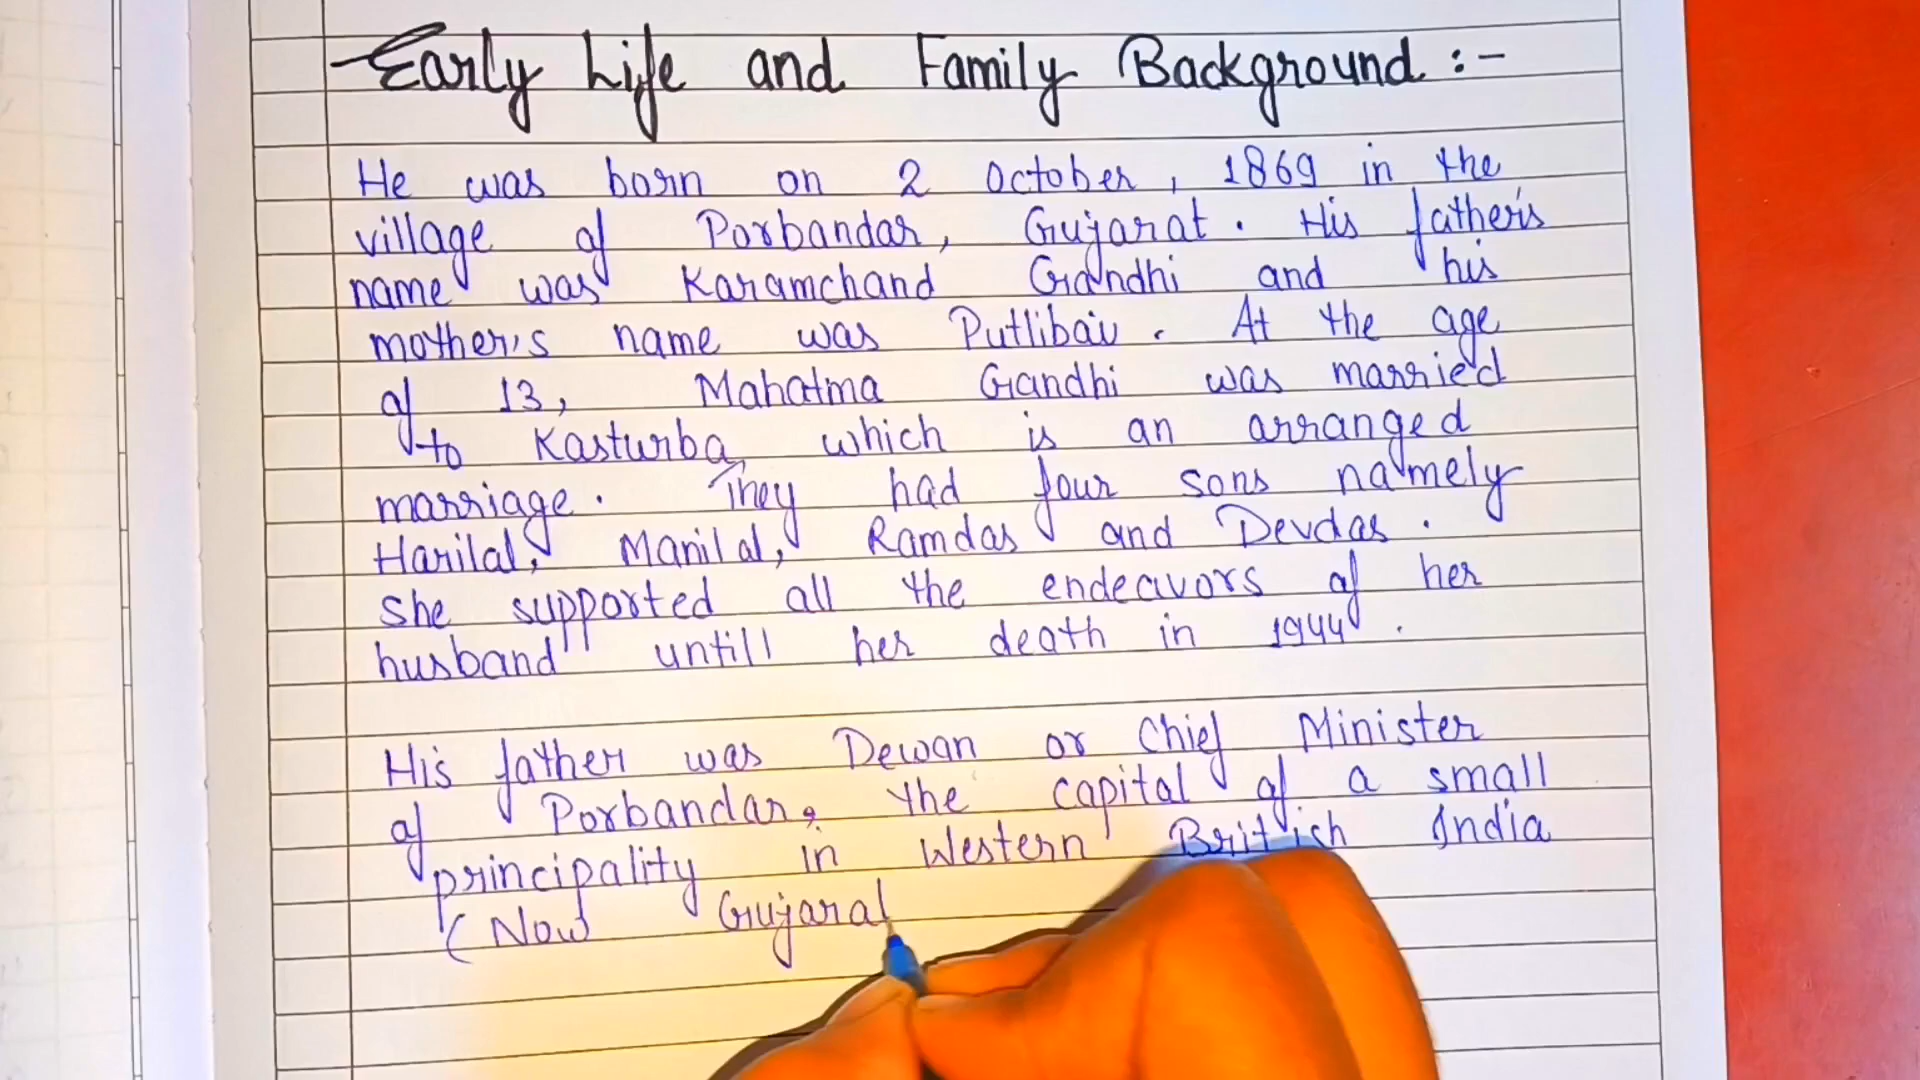 Early Life and Family Background :-
He was born on 2 October, 1869 in the
village of Porbandar, Gujarat. His father's
name was Karamchand Gandhi and his
mother's name was Putlibai. At the age
of 13, Mahatma Gandhi was married
to Kasturba which is an arranged
marriage. They had four sons namely
Harilal, Manilal, Ramdas and Devdas.
She supported all the endeavors of her
husband untill her death in 1944.
His father was Dewan or Chief Minister
of Porbandar, the capital of a small
principality in Western British India
(Now Gujarat